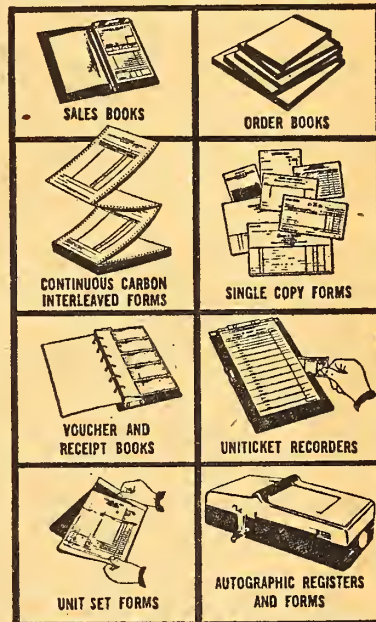 SALES BOOKS
ORDER BOOKS
CONTINUOUS CARBON
INTERLEAVED FORMS
SINGLE COPY FORMS
VOUCHER AND
RECEIPT BOOKS
UNITICKET RECORDERS
UNIT SET FORMS
AUTOGRAPHIC REGISTERS
AND FORMS